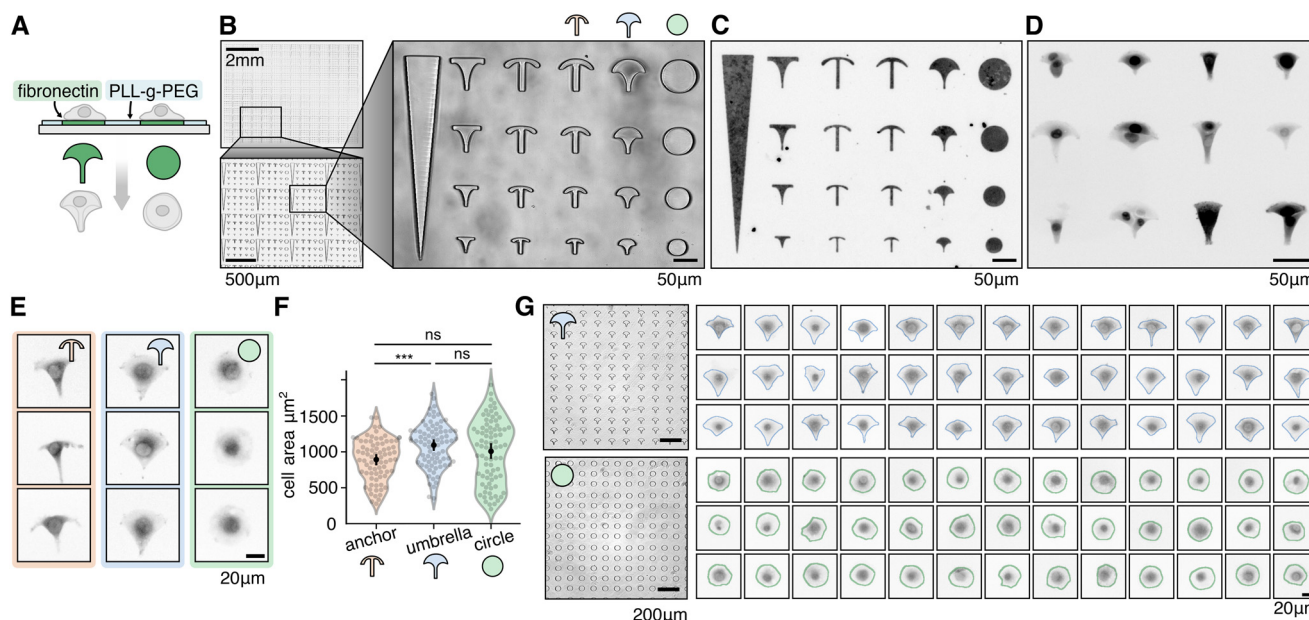 A
B
C
D
fibronectin
PLL-g-PEG
2mm
500µm
50µm
50µm
50µm
E
F
G
20µm
ns
***
ns
cell area µm²
1500
1000
500
0
anchor
umbrella
circle
200µm
20µm